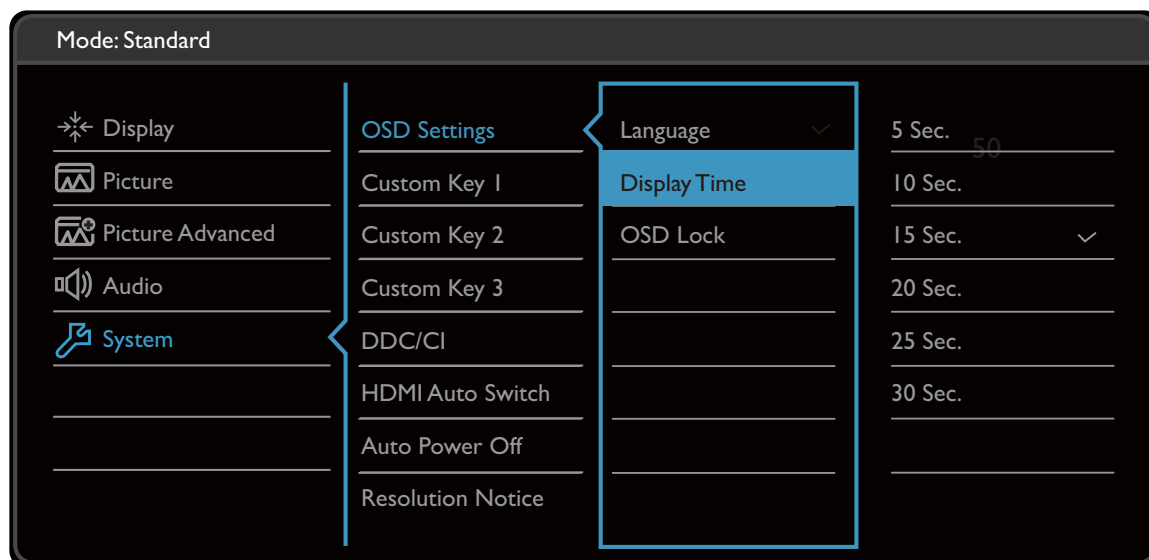 Mode: Standard
Display
Picture
Picture Advanced
Audio
System
OSD Settings
Custom Key 1
Custom Key 2
Custom Key 3
DDC/CI
HDMI Auto Switch
Auto Power Off
Resolution Notice
Language
Display Time
OSD Lock
5 Sec.
50
10 Sec.
15 Sec.
20 Sec.
25 Sec.
30 Sec.